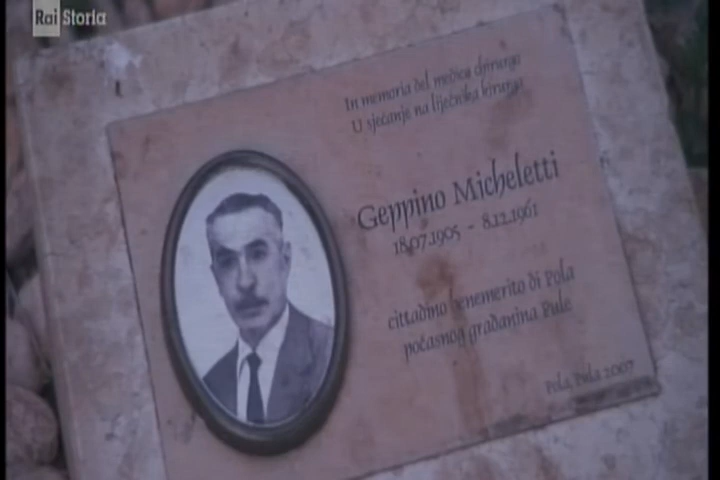 Rai Storia
In memoria del medico chirurgo
U sjećanje na liječnika kirurga
Geppino Micheletti
18.07.1905 - 8.12.1961
cittadino benemerito di Pola
počasnog građanina Pule
Pola, Pula 2007